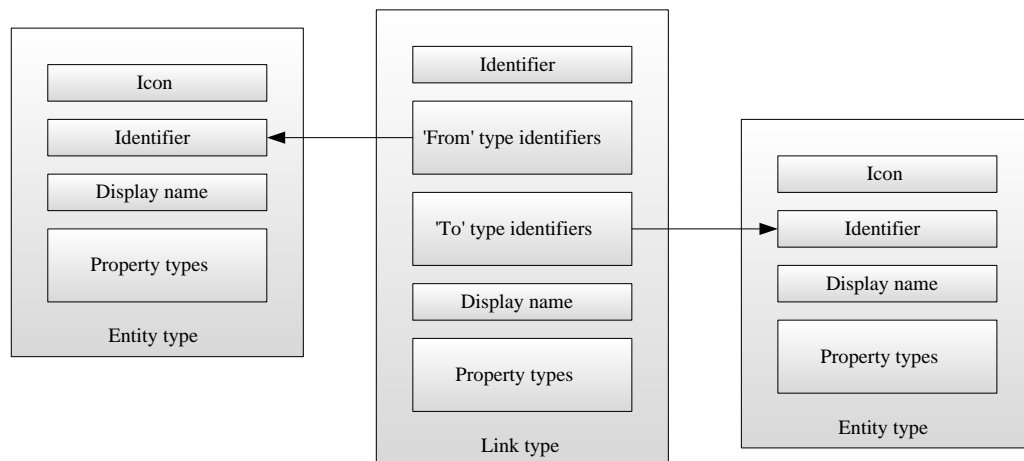 Icon
Identifier
Display name
Property types
Entity type
Identifier
'From' type identifiers
'To' type identifiers
Display name
Property types
Link type
Icon
Identifier
Display name
Property types
Entity type